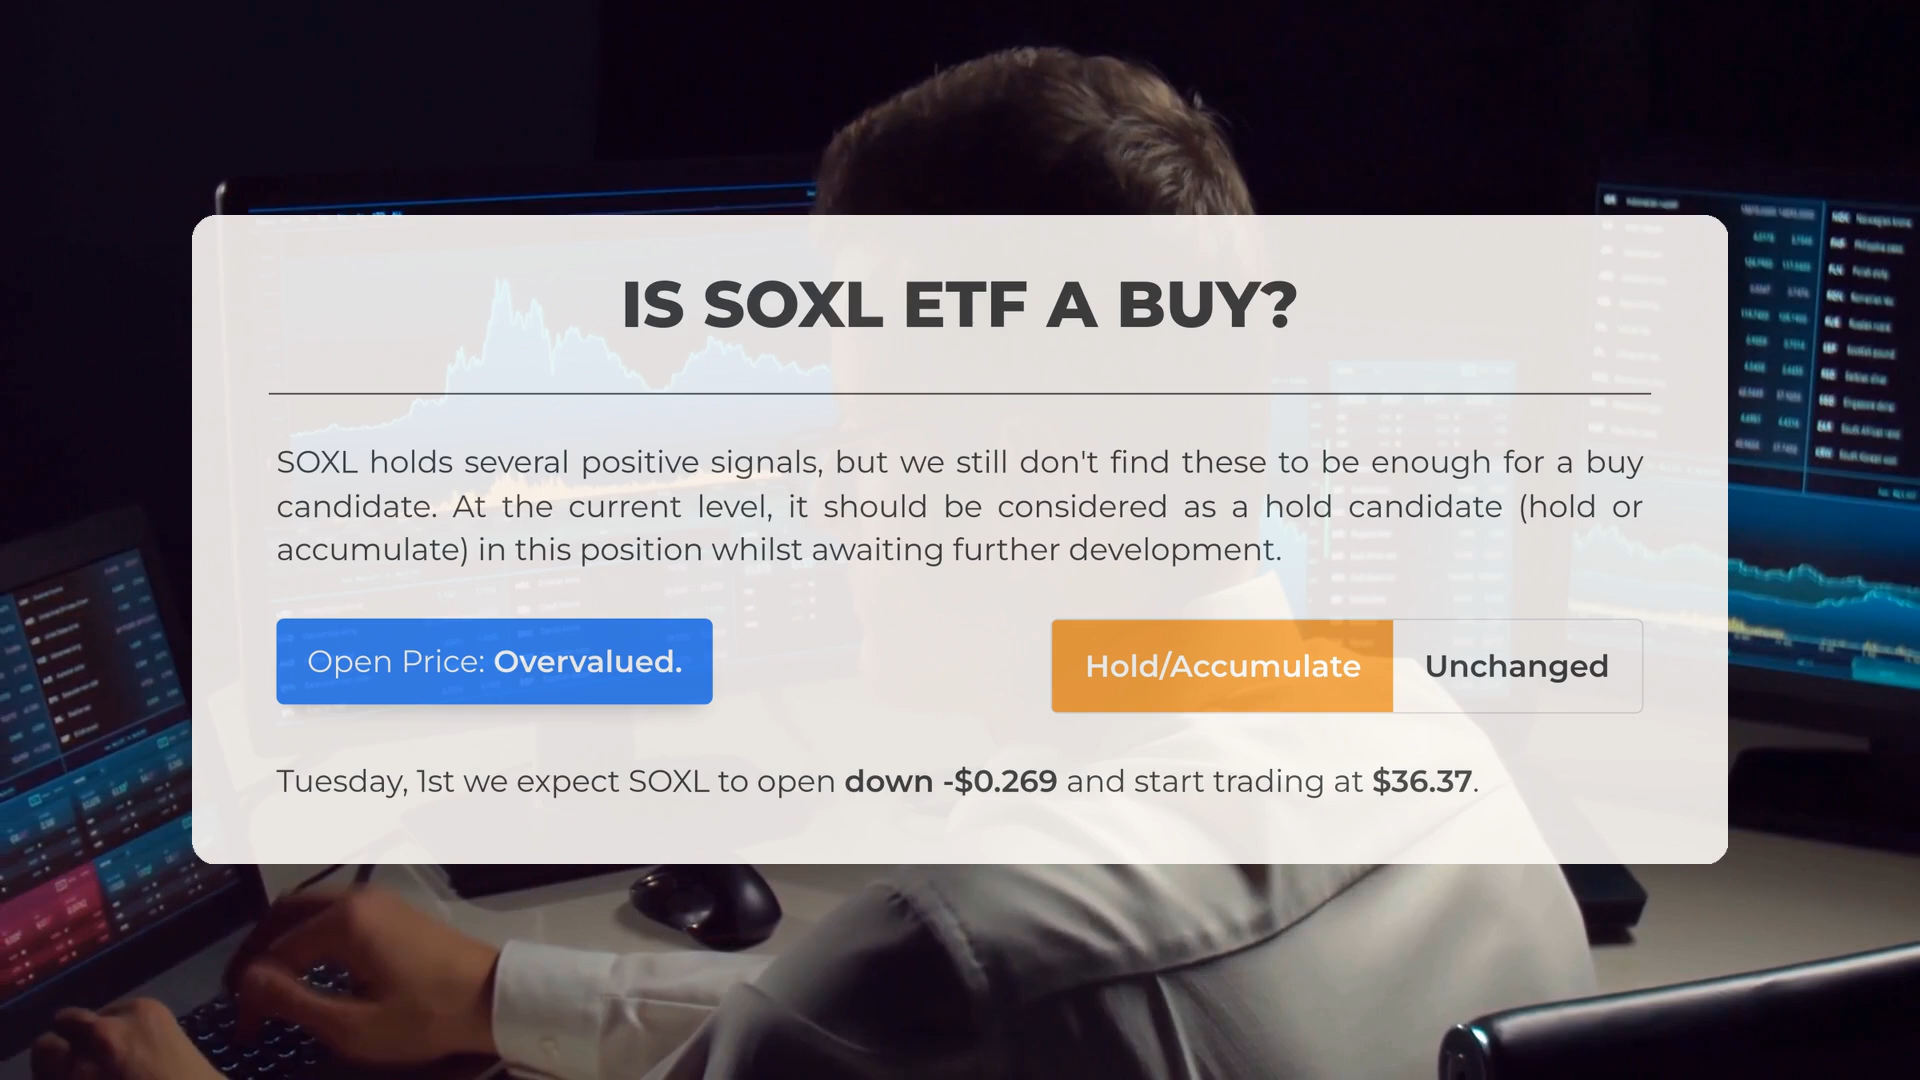 IS SOXL ETF A BUY?
SOXL holds several positive signals, but we still don't find these to be enough for a buy
candidate. At the current level, it should be considered as a hold candidate (hold or
accumulate) in this position whilst awaiting further development.
Open Price: Overvalued.
Hold/Accumulate Unchanged
Tuesday, 1st we expect SOXL to open down -$0.269 and start trading at $36.37.